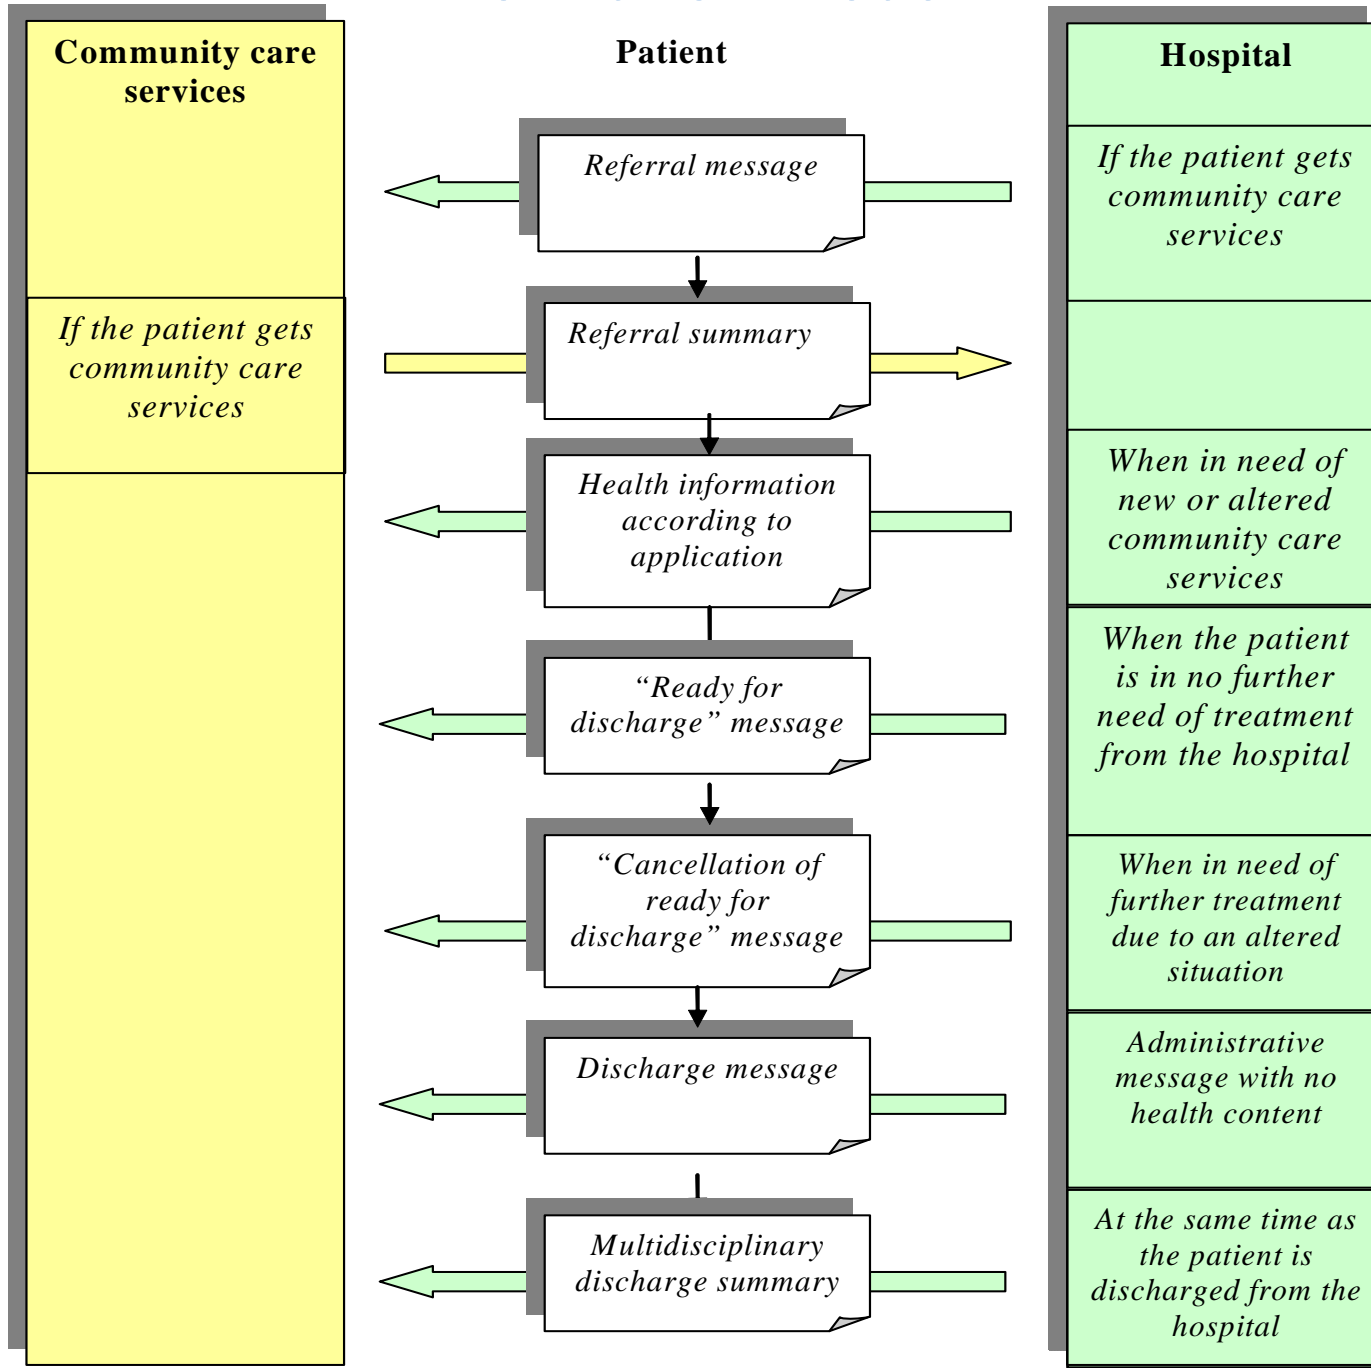 Community care
services
Patient
Hospital
Referral message
If the patient gets
community care
services
If the patient gets
community care
services
Referral summary
Health information
according to
application
When in need of
new or altered
community care
services
“Ready for
discharge” message
When the patient
is in no further
need of treatment
from the hospital
“Cancellation of
ready for
discharge” message
When in need of
further treatment
due to an altered
situation
Discharge message
Administrative
message with no
health content
Multidisciplinary
discharge summary
At the same time as
the patient is
discharged from the
hospital